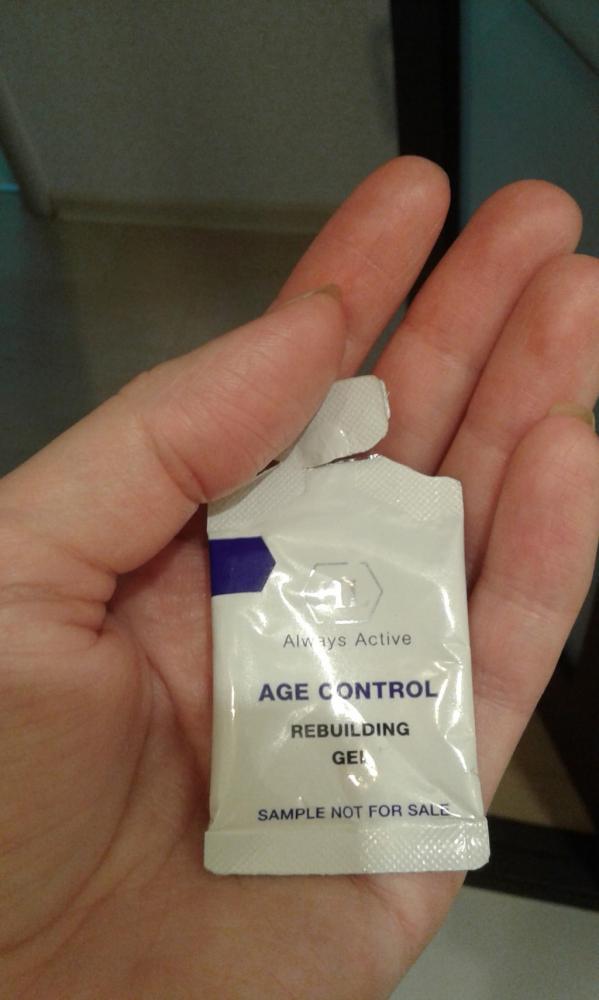 Always Active
AGE CONTROL
REBUILDING
GEL
SAMPLE NOT FOR SALE